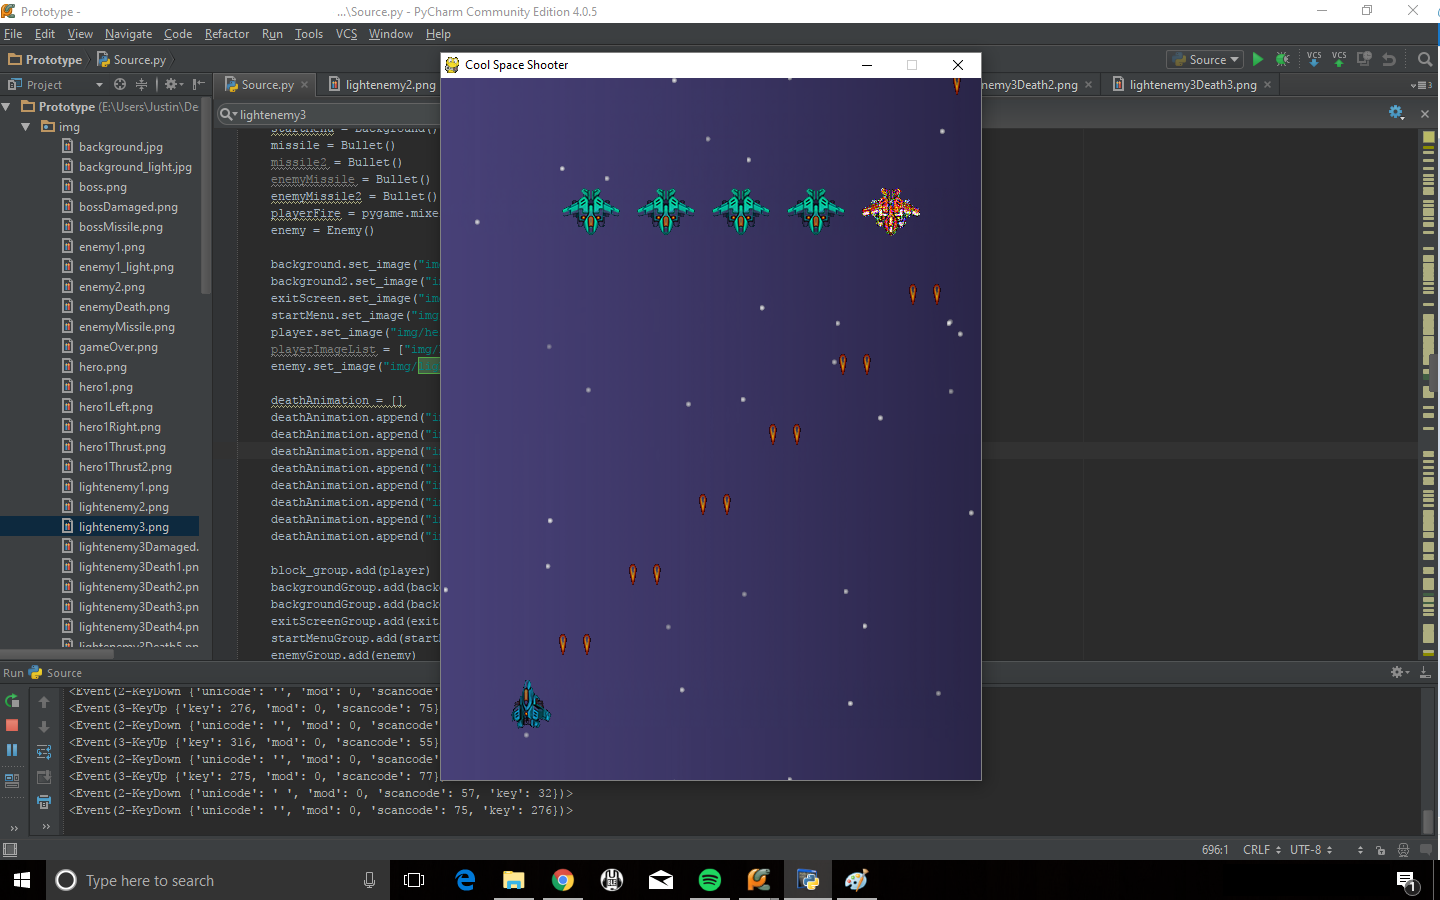 Prototype - ...\Source.py - PyCharm Community Edition 4.0.5
File Edit View Navigate Code Refactor Run Tools VCS Window Help
Prototype Source.py
Source
VCS VCS
Project
Source.py lightenemy2.png
nemy3Death2.png lightenemy3Death3.png
3
Prototype (E:\Users\Justin\De
img
background.jpg
background_light.jpg
boss.png
bossDamaged.png
bossMissile.png
enemy1.png
enemy1_light.png
enemy2.png
enemyDeath.png
enemyMissile.png
gameOver.png
hero.png
hero1.png
hero1Left.png
hero1Right.png
hero1Thrust.png
hero1Thrust2.png
lightenemy1.png
lightenemy2.png
lightenemy3.png
lightenemy3Damaged.
lightenemy3Death1.pn
lightenemy3Death2.pn
lightenemy3Death3.pn
lightenemy3Death4.pn
lightenemy3Death5.pn
lightenemy3
startMenu = Background()
missile = Bullet()
missile2 = Bullet()
enemyMissile = Bullet()
enemyMissile2 = Bullet()
playerFire = pygame.mixe
enemy = Enemy()
background.set_image("im
background2.set_image("i
exitScreen.set_image("im
startMenu.set_image("img
player.set_image("img/he
playerImageList = ["img/
enemy.set_image("img/
deathAnimation = []
deathAnimation.append("i
deathAnimation.append("i
deathAnimation.append("i
deathAnimation.append("i
deathAnimation.append("i
deathAnimation.append("i
deathAnimation.append("i
deathAnimation.append("i
block_group.add(player)
backgroundGroup.add(back
backgroundGroup.add(back
exitScreenGroup.add(exit
startMenuGroup.add(start
enemyGroup.add(enemy)
Cool Space Shooter
Run Source
<Event(2-KeyDown {'unicode': '', 'mod': 0, 'scancode'
<Event(3-KeyUp {'key': 276, 'mod': 0, 'scancode': 75}
<Event(2-KeyDown {'unicode': '', 'mod': 0, 'scancode'
<Event(3-KeyUp {'key': 316, 'mod': 0, 'scancode': 55}
<Event(2-KeyDown {'unicode': '', 'mod': 0, 'scancode'
<Event(3-KeyUp {'key': 275, 'mod': 0, 'scancode': 77}
<Event(2-KeyDown {'unicode': ' ', 'mod': 0, 'scancode': 57, 'key': 32})>
<Event(2-KeyDown {'unicode': '', 'mod': 0, 'scancode': 75, 'key': 276})>
696:1 CRLF UTF-8
Type here to search
1